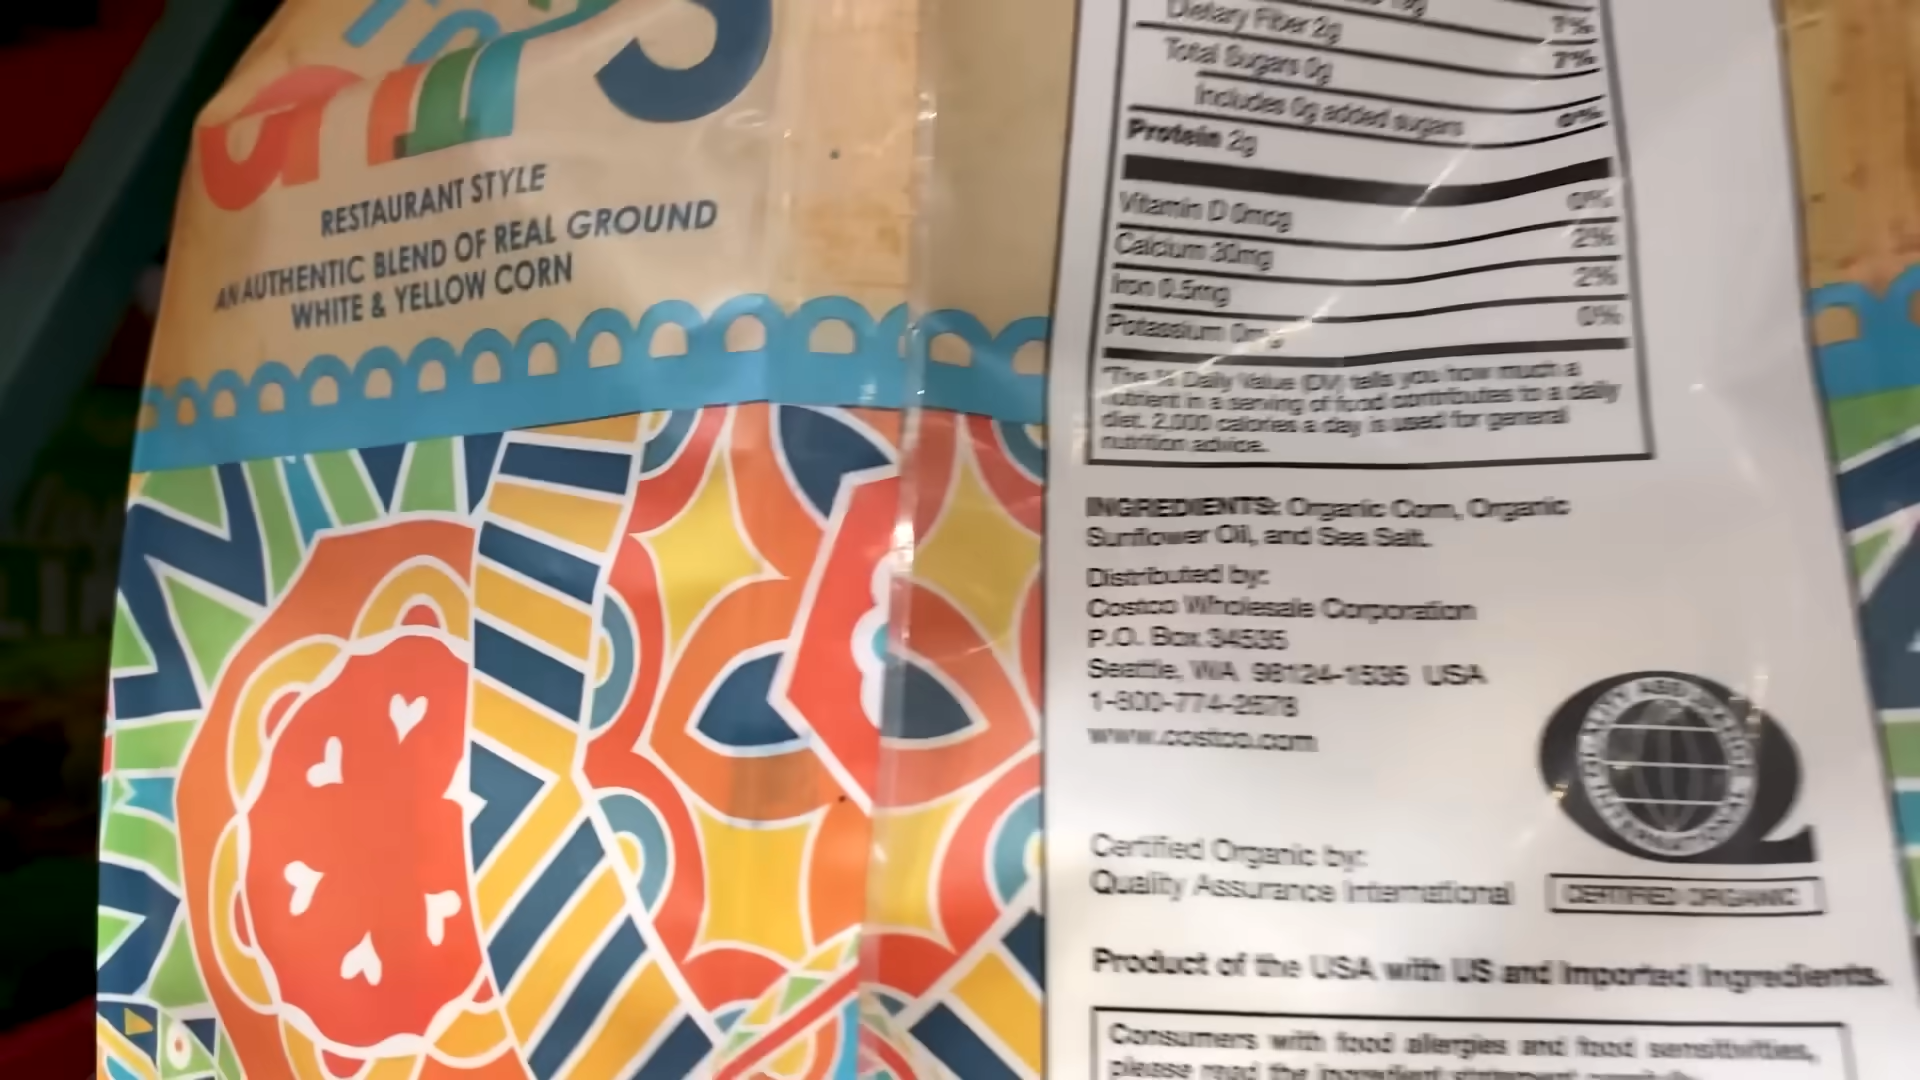 RESTAURANT STYLE
AN AUTHENTIC BLEND OF REAL GROUND
WHITE & YELLOW CORN
7%
Dietary Fiber 2g 7%
Total Sugars 0g
Includes 0g added sugars 0%
Protein 2g
Vitamin D 0mcg 0%
Calcium 30mg 2%
Iron 0.5mg 2%
Potassium 0mg 0%
*The % Daily Value (DV) tells you how much a
nutrient in a serving of food contributes to a daily
diet. 2,000 calories a day is used for general
nutrition advice.
INGREDIENTS: Organic Corn, Organic
Sunflower Oil, and Sea Salt.
Distributed by:
Costco Wholesale Corporation
P.O. Box 34535
Seattle, WA 98124-1535 USA
1-800-774-2678
www.costco.com
Certified Organic by:
Quality Assurance International
CERTIFIED ORGANIC
Product of the USA with US and Imported Ingredients.
Consumers with food allergies and food sensitivities,
please read the ingredient statement carefully